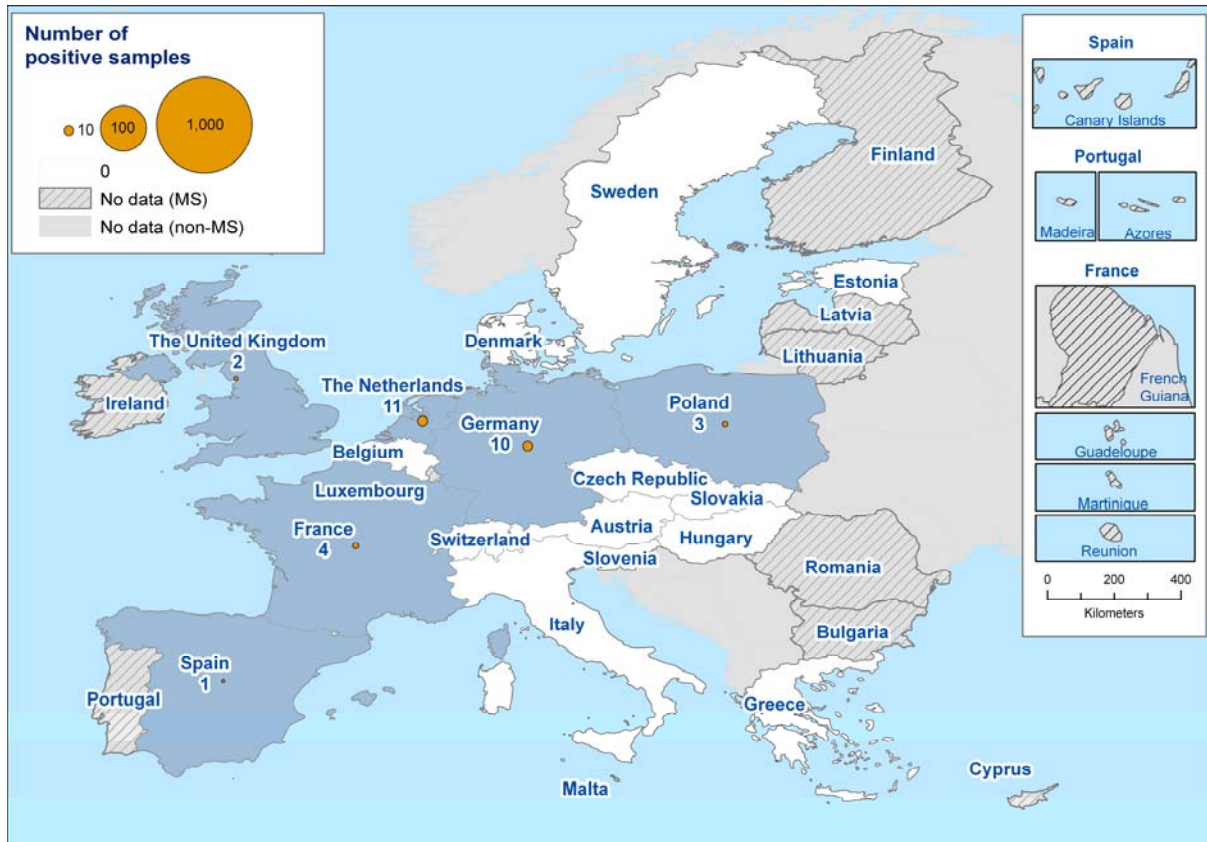 Number of
positive samples
10
100
1,000
0
No data (MS)
No data (non-MS)
Spain
Canary Islands
Portugal
Madeira
Azores
France
French
Guiana
Guadeloupe
Martinique
Reunion
0 200 400
Kilometers
Finland
Sweden
Estonia
Latvia
Denmark
Lithuania
The United Kingdom
2
The Netherlands
11
Ireland
Poland
3
Germany
10
Belgium
Czech Republic
Luxembourg
Slovakia
France
4
Austria
Switzerland
Hungary
Slovenia
Romania
Italy
Bulgaria
Spain
1
Portugal
Greece
Cyprus
Malta